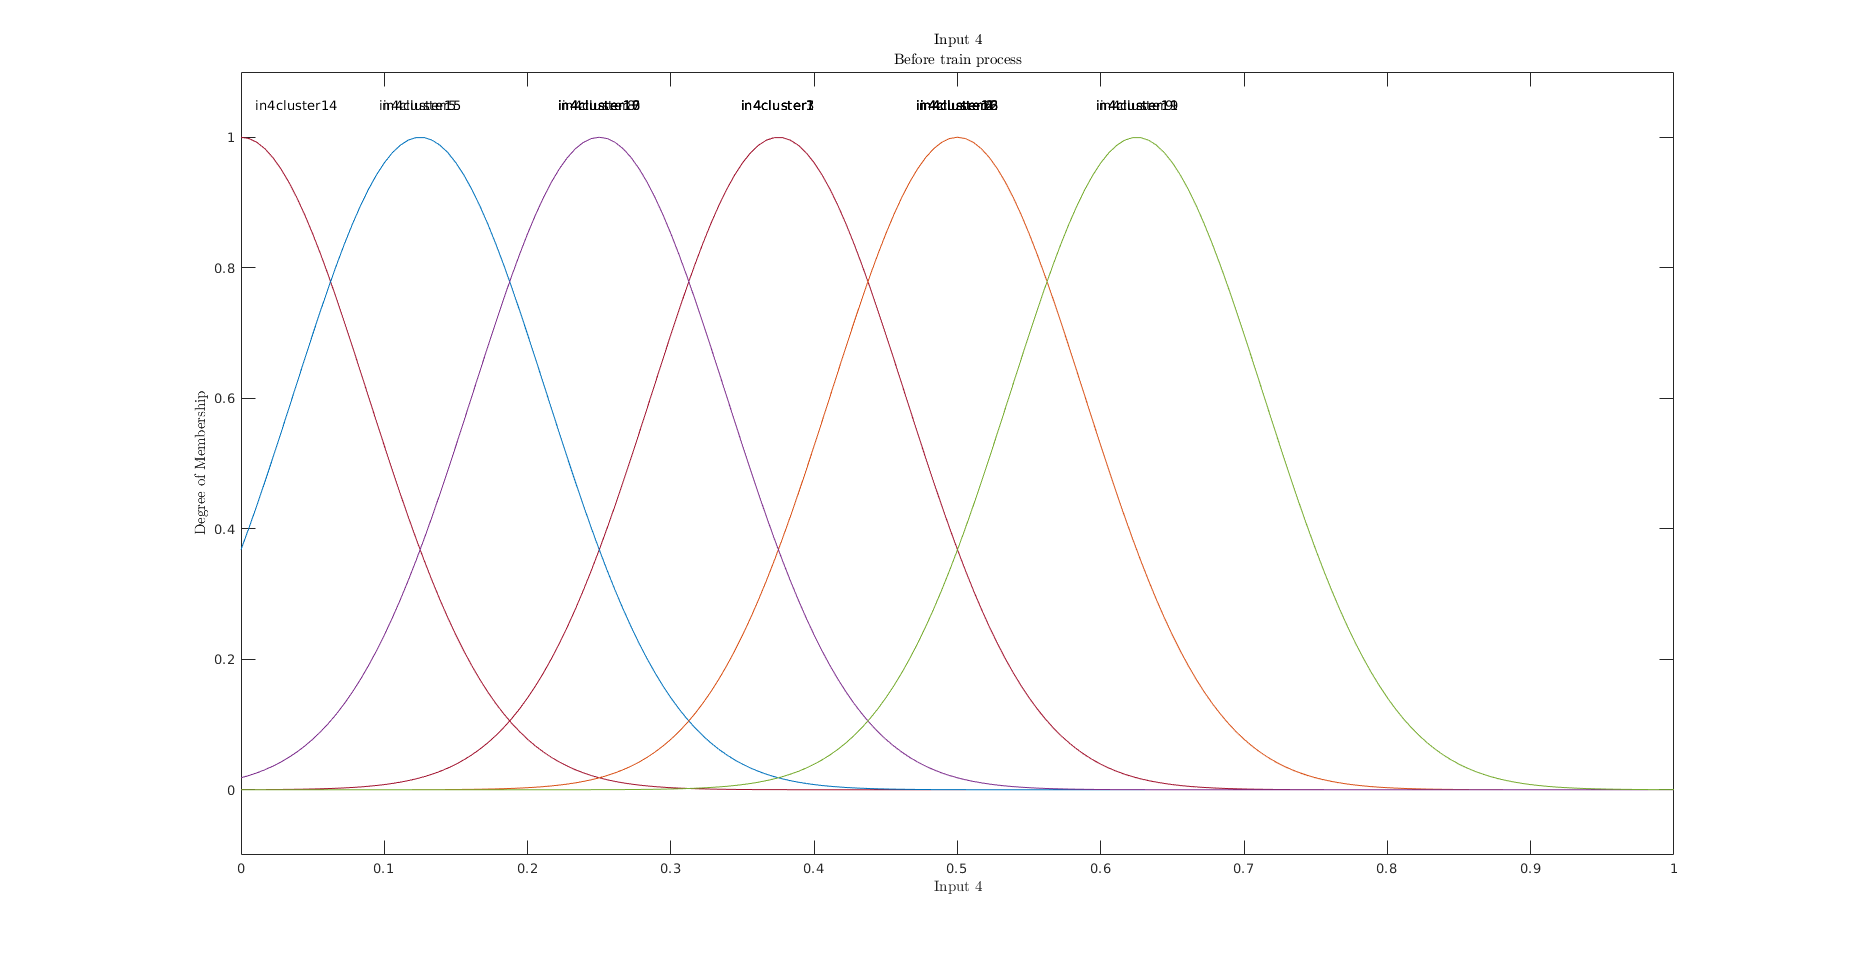 Input 4
Before train process
in4cluster14
1
0.8
0.6
0.4
0.2
0
Degree of Membership
0 0.1 0.2 0.3 0.4 0.5 0.6 0.7 0.8 0.9 1
Input 4